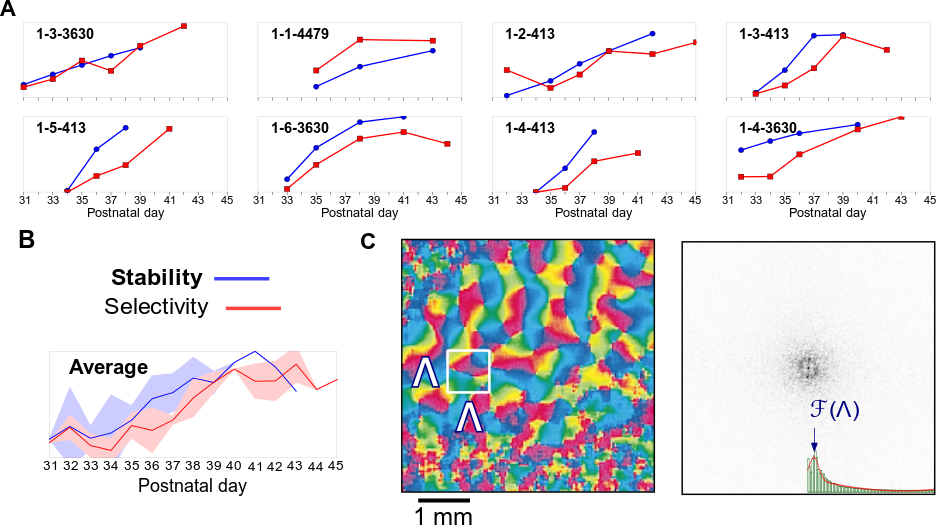 A
1-3-3630
1-1-4479
1-2-413
1-3-413
1-5-413
1-6-3630
1-4-413
1-4-3630
31 33 35 37 39 41 43 45
31 33 35 37 39 41 43 45
31 33 35 37 39 41 43 45
31 33 35 37 39 41 43 45
Postnatal day
Postnatal day
Postnatal day
Postnatal day
B
Stability
Selectivity
Average
31 32 33 34 35 36 37 38 39 40 41 42 43 44 45
Postnatal day
C
Λ
Λ
1 mm
ℱ(Λ)